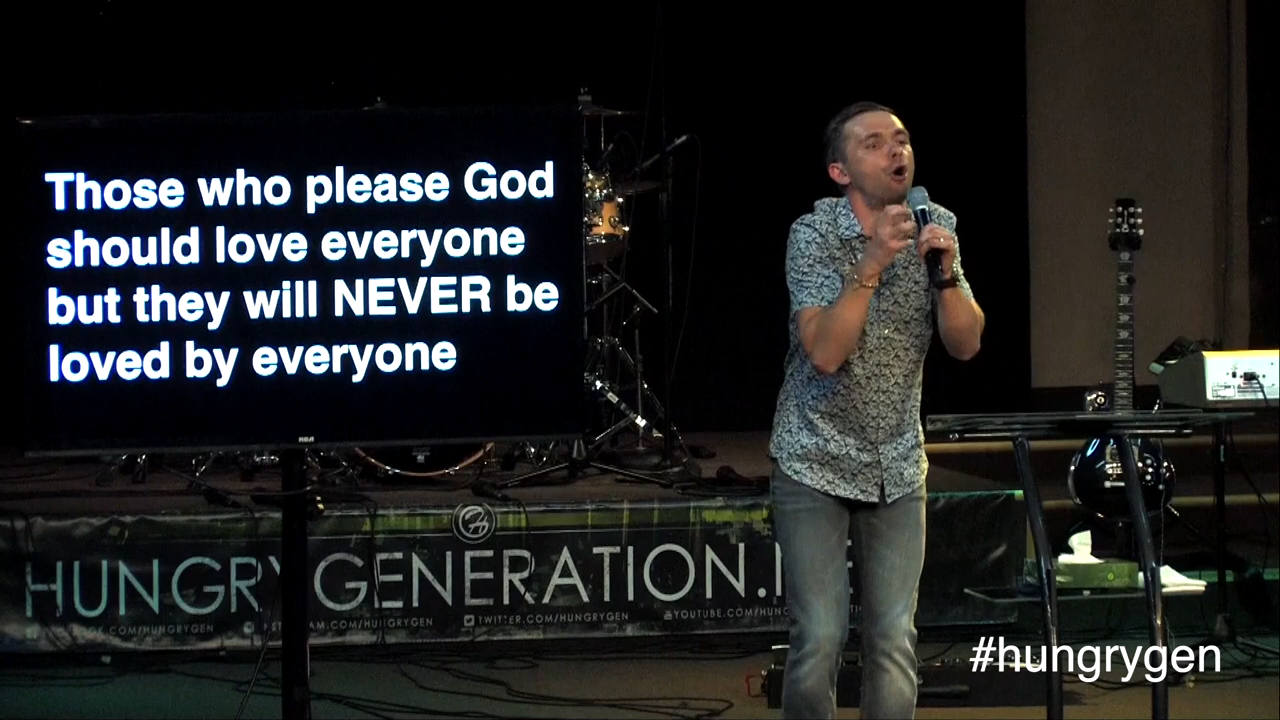 Those who please God
should love everyone
but they will NEVER be
loved by everyone
RCA
HUNGRYGENERATION.
TWITTER.COM/HUNGRYGEN
#hungrygen